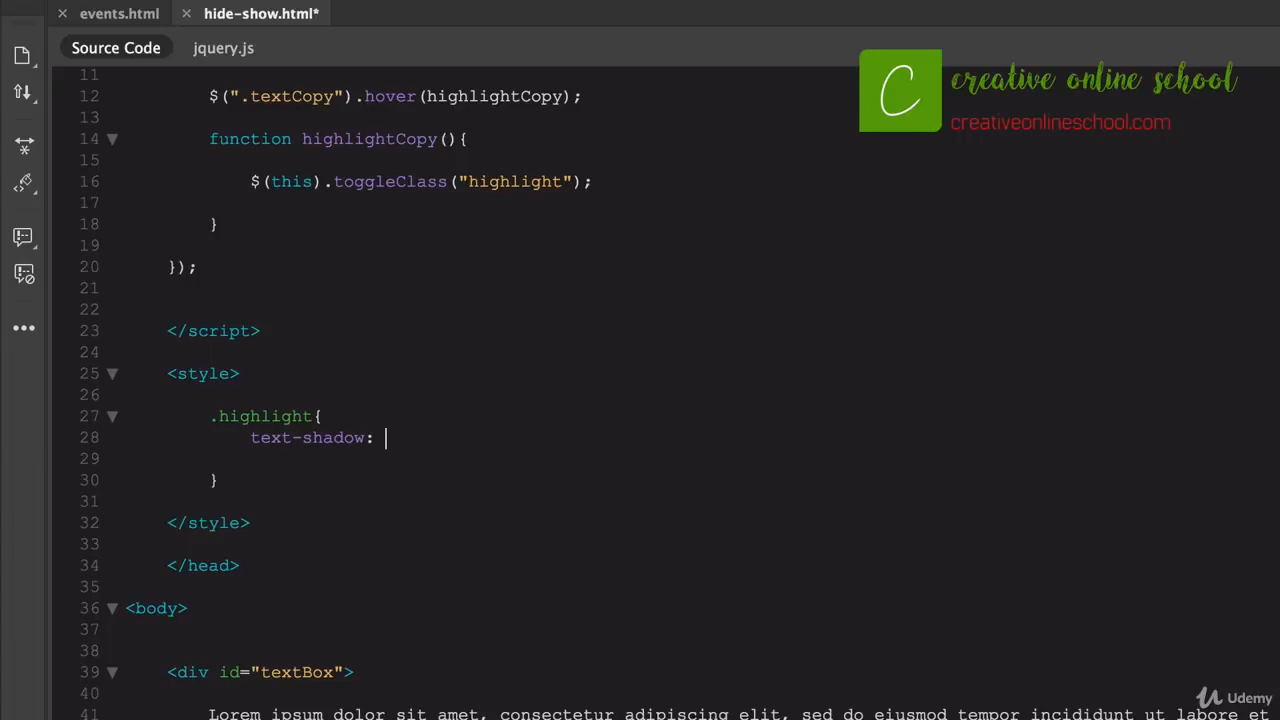 events.html
hide-show.html*
Source Code
jquery.js
creative online school
creativeonlineschool.com
C
11
12 $(".textCopy").hover(highlightCopy);
13
14 function highlightCopy(){
15
16 $(this).toggleClass("highlight");
17
18 }
19
20 });
21
22
23 </script>
24
25 <style>
26
27 .highlight{
28 text-shadow:
29
30 }
31
32 </style>
33
34 </head>
35
36 <body>
37
38
39 <div id="textBox">
40
41 Lorem ipsum dolor sit amet, consectetur adipiscing elit, sed do eiusmod tempor incididunt ut labore et
Udemy